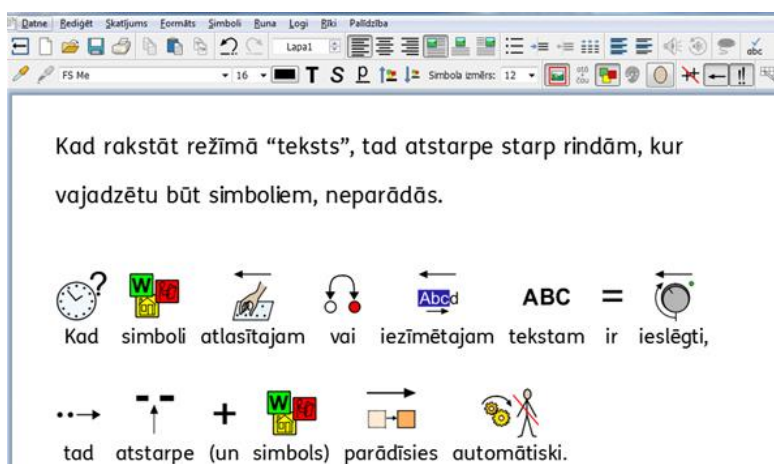 Datne Rediģēt Skatījums Formāts Simboli Runa Logi Rīki Palīdzība
Lapa1
abc
FS Me 16 T S P Simbola izmērs: 12
Kad rakstāt režīmā “teksts”, tad atstarpe starp rindām, kur
vajadzētu būt simboliem, neparādās.
? W Abcd ABC =
Kad simboli atlasītajam vai iezīmētajam tekstam ir ieslēgti,
+ W
tad atstarpe (un simbols) parādīsies automātiski.